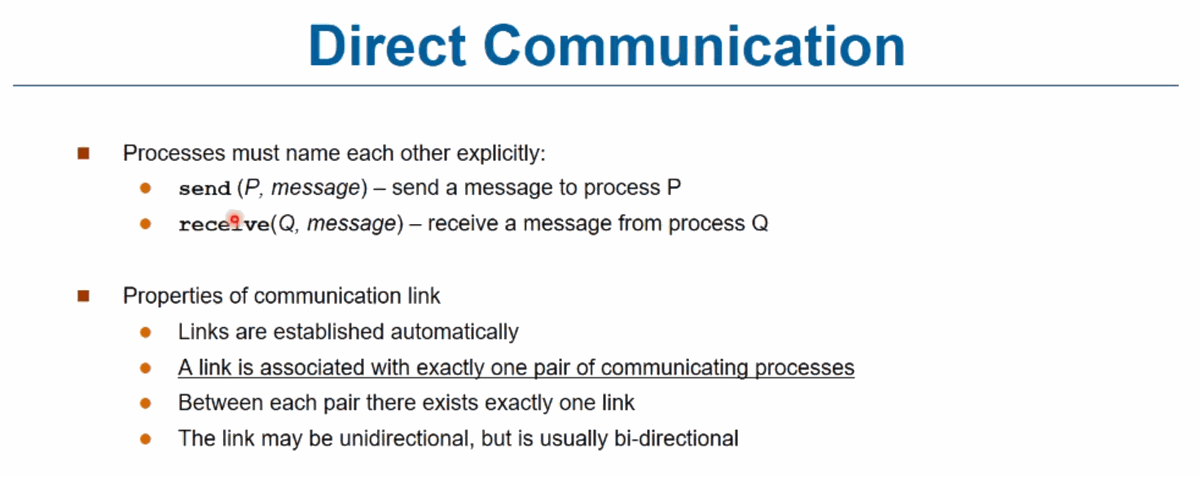 Direct Communication
Processes must name each other explicitly:
send (P, message) – send a message to process P
receive(Q, message) – receive a message from process Q
Properties of communication link
Links are established automatically
A link is associated with exactly one pair of communicating processes
Between each pair there exists exactly one link
The link may be unidirectional, but is usually bi-directional